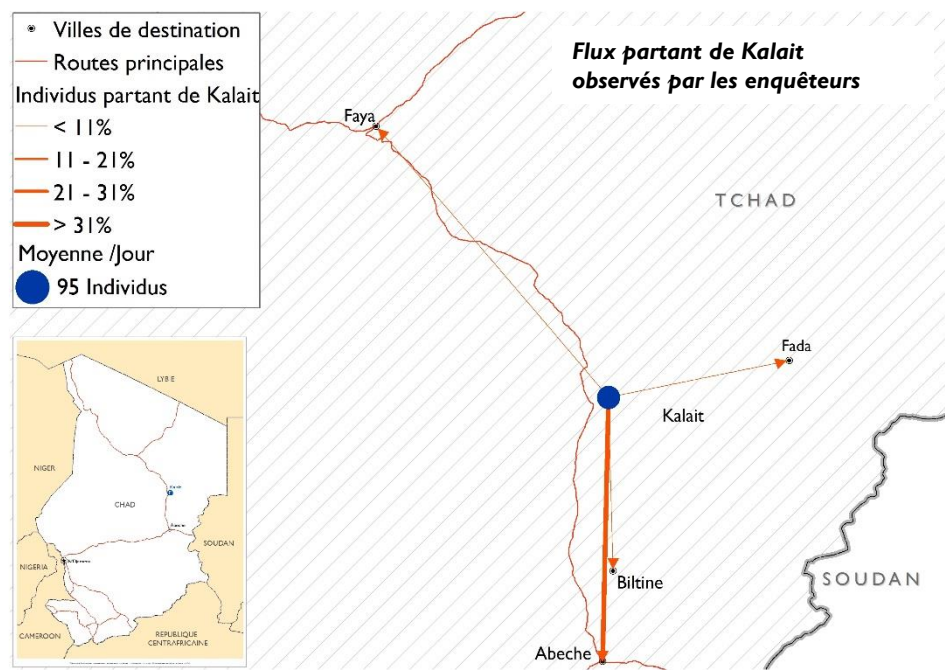 Villes de destination
Routes principales
Individus partant de Kalait
< 11%
11 - 21%
21 - 31%
> 31%
Moyenne /Jour
95 Individus
Flux partant de Kalait
observés par les enquêteurs
Faya
TCHAD
Fada
Kalait
Biltine
SOUDAN
Abeche
LYBIE
NIGER
CHAD
Abeche
SOUDAN
NIGERIA
N'Djamena
CAMEROON
REPUBLIQUE
CENTRAFRICAINE